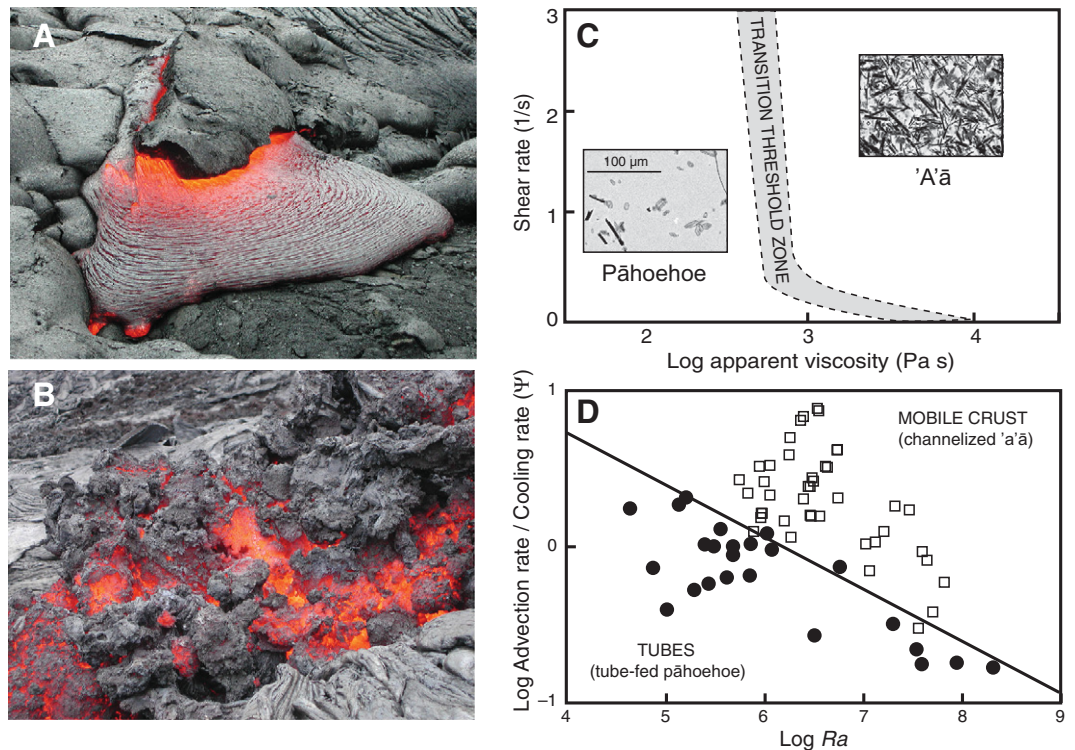 A
B
C
3
2
1
0
Shear rate (1/s)
TRANSITION THRESHOLD ZONE
100 µm
Pāhoehoe
’A’ā
2
3
4
Log apparent viscosity (Pa s)
D
1
0
–1
Log Advection rate / Cooling rate (Ψ)
MOBILE CRUST
(channelized ’a’ā)
TUBES
(tube-fed pāhoehoe)
4
5
6
7
8
9
Log Ra